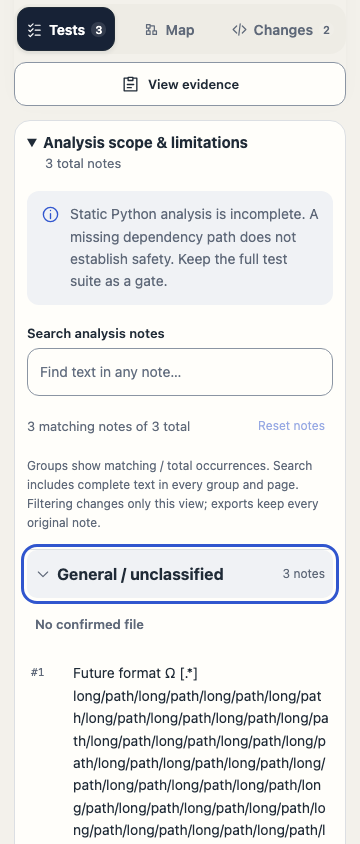 Tests 3 Map Changes 2
View evidence
Analysis scope & limitations
3 total notes
Static Python analysis is incomplete. A
missing dependency path does not
establish safety. Keep the full test
suite as a gate.
Search analysis notes
Find text in any note...
3 matching notes of 3 total Reset notes
Groups show matching / total occurrences. Search
includes complete text in every group and page.
Filtering changes only this view; exports keep every
original note.
General / unclassified 3 notes
No confirmed file
#1 Future format Ω [.*]
long/path/long/path/long/path/long/pat
h/long/path/long/path/long/path/long/pa
th/long/path/long/path/long/path/long/p
ath/long/path/long/path/long/path/long/
path/long/path/long/path/long/path/lon
g/path/long/path/long/path/long/path/lo
ng/path/long/path/long/path/long/path/l